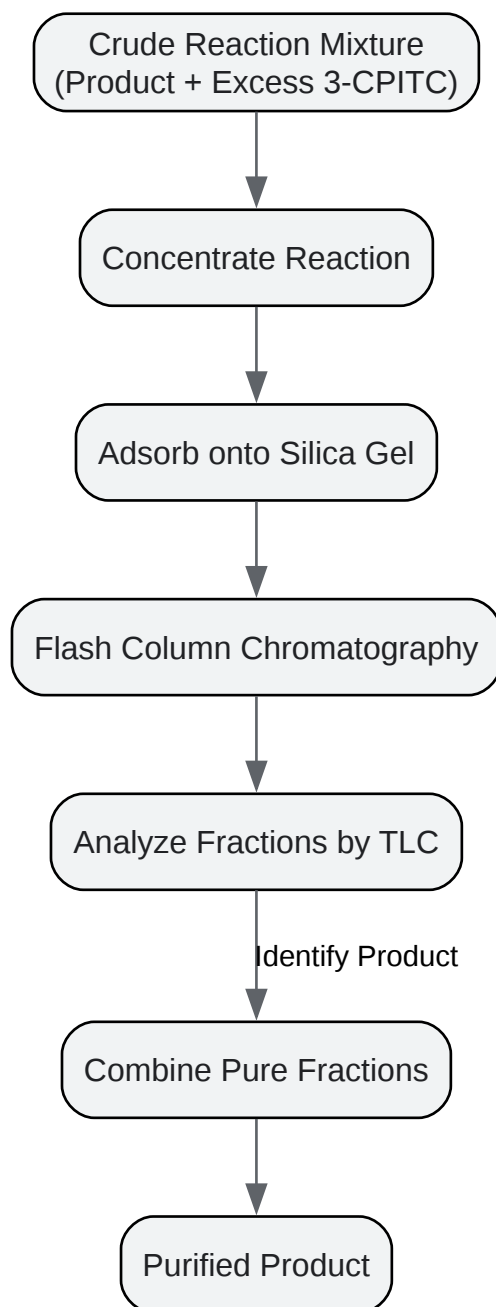 Crude Reaction Mixture
(Product + Excess 3-CPITC)
Concentrate Reaction
Adsorb onto Silica Gel
Flash Column Chromatography
Analyze Fractions by TLC
Identify Product
Combine Pure Fractions
Purified Product